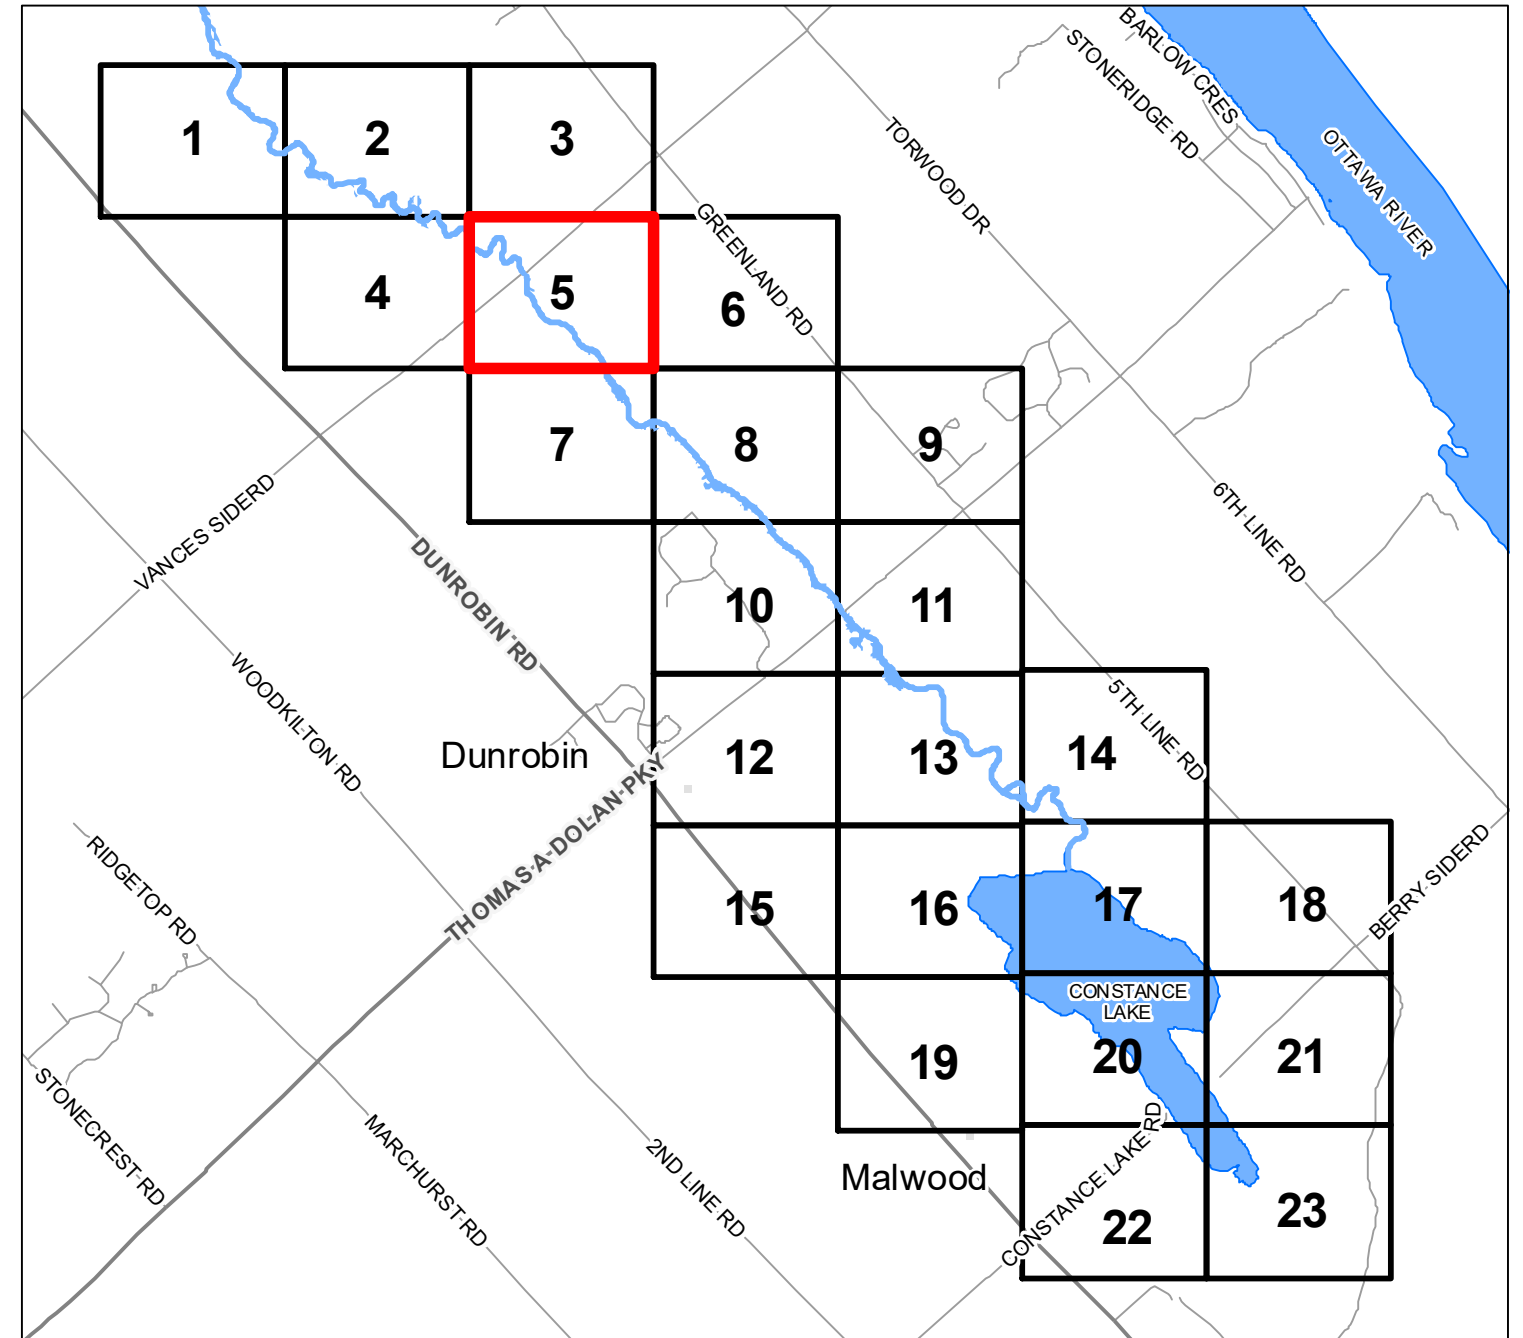 BARLOW CRES
STONERIDGE RD
OTTAWA RIVER
TORWOOD DR
1
2
3
GREENLAND RD
4
5
6
7
8
9
6TH LINE RD
VANCES SIDERD
DUNROBIN RD
10
11
WOODKILTON RD
5TH LINE RD
Dunrobin
12
13
14
THOMAS A DOLAN PKY
RIDGETOP RD
BERRY SIDERD
15
16
17
18
CONSTANCE
LAKE
19
20
21
STONECREST RD
MARCHURST RD
2ND LINE RD
Malwood
CONSTANCE LAKE RD
22
23